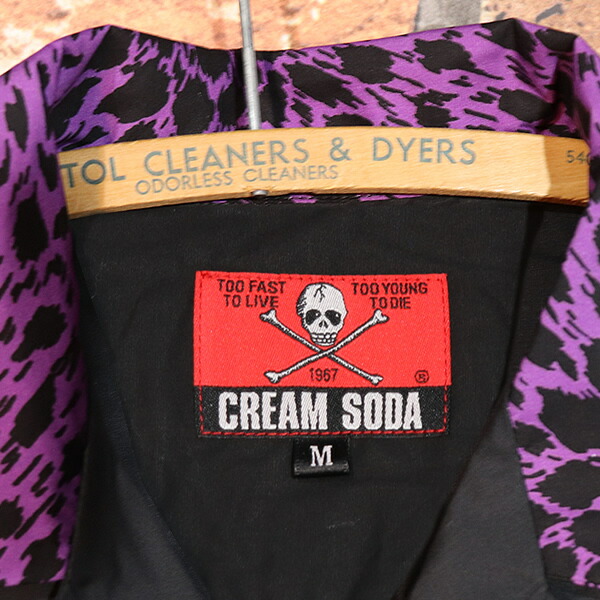 TOL CLEANERS & DYERS
ODORLESS CLEANERS
TOO FAST TOO YOUNG
TO LIVE TO DIE
1967
®
CREAM SODA
M